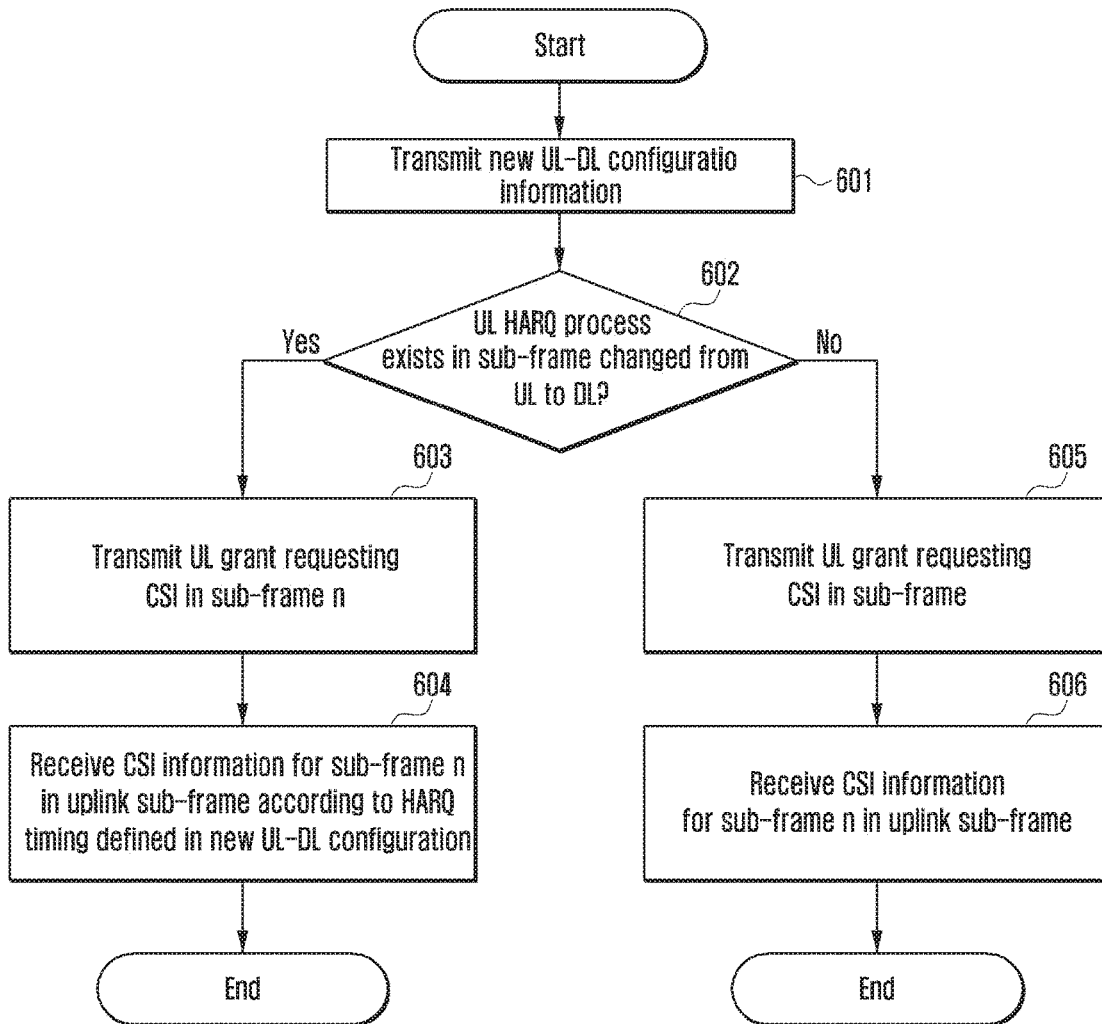 Start
Transmit new UL-DL configuratio
information
601
602
UL HARQ process
exists in sub-frame changed from
UL to DL?
Yes
No
603
Transmit UL grant requesting
CSI in sub-frame n
605
Transmit UL grant requesting
CSI in sub-frame
604
Receive CSI information for sub-frame n
in uplink sub-frame according to HARQ
timing defined in new UL-DL configuration
606
Receive CSI information
for sub-frame n in uplink sub-frame
End
End